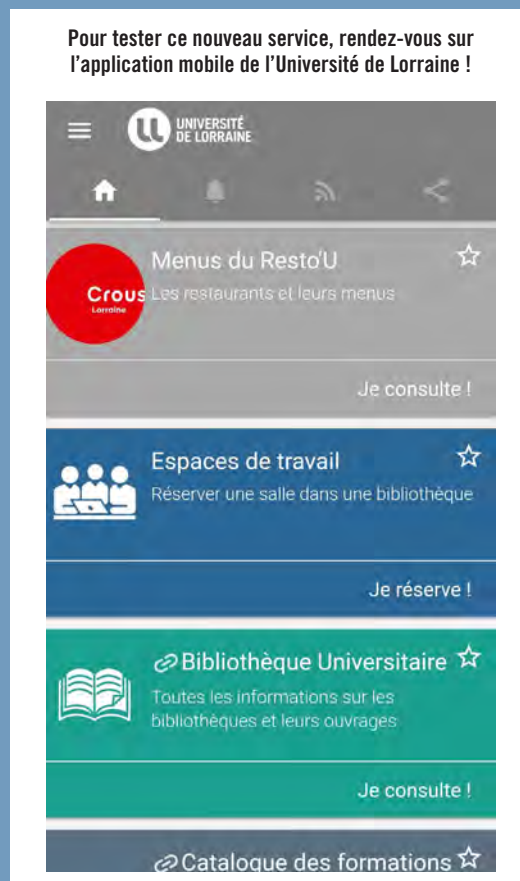 Pour tester ce nouveau service, rendez-vous sur
l'application mobile de l'Université de Lorraine !
UNIVERSITÉ
DE LORRAINE
Menus du Resto'U
Crous
Lorraine
Les restaurants et leurs menus
Je consulte !
Espaces de travail
Réserver une salle dans une bibliothèque
Je réserve !
Bibliothèque Universitaire
Toutes les informations sur les
bibliothèques et leurs ouvrages
Je consulte !
Catalogue des formations